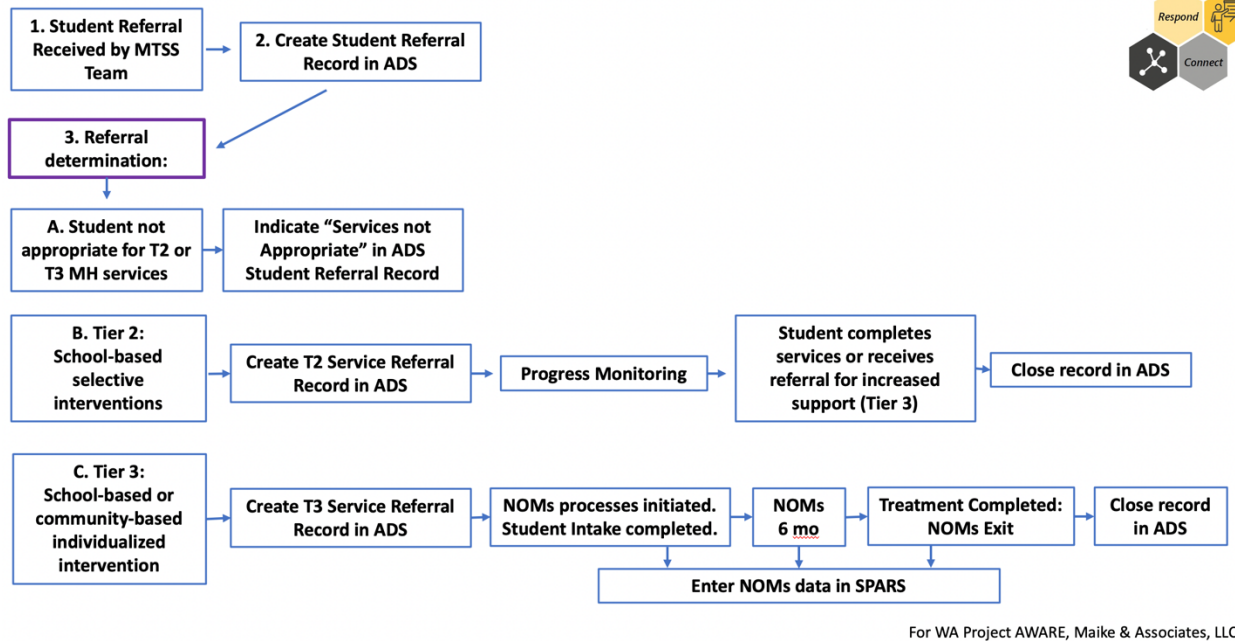 1. Student Referral
Received by MTSS
Team
2. Create Student Referral
Record in ADS
Respond
Connect
3. Referral
determination:
A. Student not
appropriate for T2 or
T3 MH services
Indicate “Services not
Appropriate” in ADS
Student Referral Record
B. Tier 2:
School-based
selective
interventions
Create T2 Service Referral
Record in ADS
Progress Monitoring
Student completes
services or receives
referral for increased
support (Tier 3)
Close record in ADS
C. Tier 3:
School-based or
community-based
individualized
intervention
Create T3 Service Referral
Record in ADS
NOMs processes initiated.
Student Intake completed.
NOMs
6 mo
Treatment Completed:
NOMs Exit
Close record
in ADS
Enter NOMs data in SPARS
For WA Project AWARE, Maike & Associates, LLC